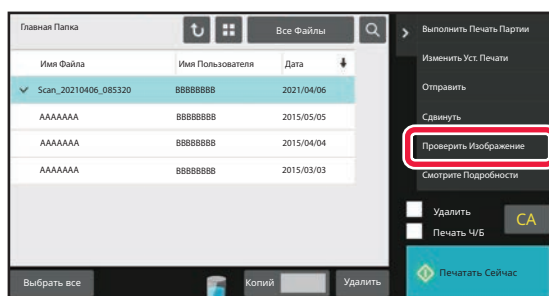 Главная Папка
Все Файлы
Имя Файла
Имя Пользователя
Дата
Scan_20210406_085320
BBBBBBBB
2021/04/06
AAAAAAA
BBBBBBBB
2015/05/05
AAAAAAA
BBBBBBBB
2015/04/04
AAAAAAA
BBBBBBBB
2015/03/03
Выбрать все
Копий
Удалить
Выполнить Печать Партии
Изменить Уст. Печати
Отправить
Сдвинуть
Проверить Изображение
Смотрите Подробности
Удалить
Печать Ч/Б
CA
Печатать Сейчас